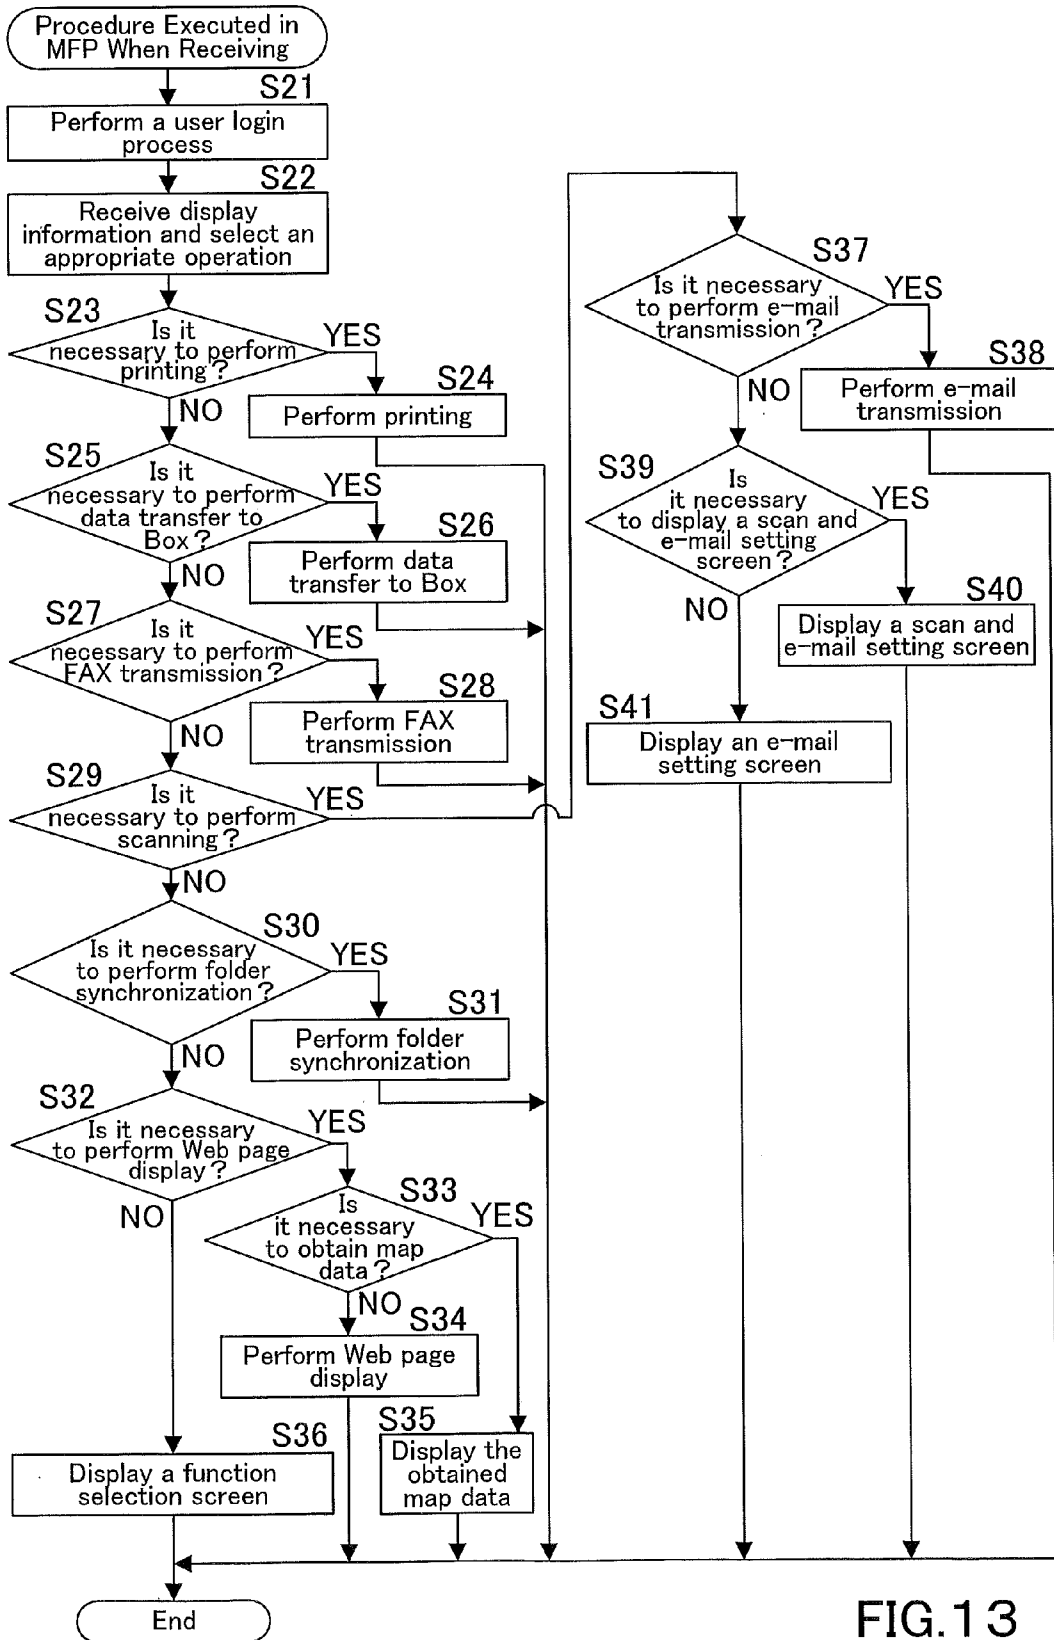 Procedure Executed in
MFP When Receiving
S21
Perform a user login
process
S22
Receive display
information and select an
appropriate operation
S23
Is it
necessary to perform
printing?
YES
NO
S24
Perform printing
S25
Is it
necessary to perform
data transfer to
Box?
YES
NO
S26
Perform data
transfer to Box
S27
Is it
necessary to perform
FAX transmission?
YES
NO
S28
Perform FAX
transmission
S29
Is it
necessary to perform
scanning?
YES
NO
S30
Is it necessary
to perform folder
synchronization?
YES
NO
S31
Perform folder
synchronization
S32
Is it necessary
to perform Web page
display?
YES
NO
S33
Is
it necessary
to obtain map
data?
YES
NO
S34
Perform Web page
display
S35
Display the
obtained
map data
S36
Display a function
selection screen
End
S37
Is it necessary
to perform e-mail
transmission?
YES
NO
S38
Perform e-mail
transmission
S39
Is
it necessary
to display a scan and
e-mail setting
screen?
YES
NO
S40
Display a scan and
e-mail setting screen
S41
Display an e-mail
setting screen
FIG.13